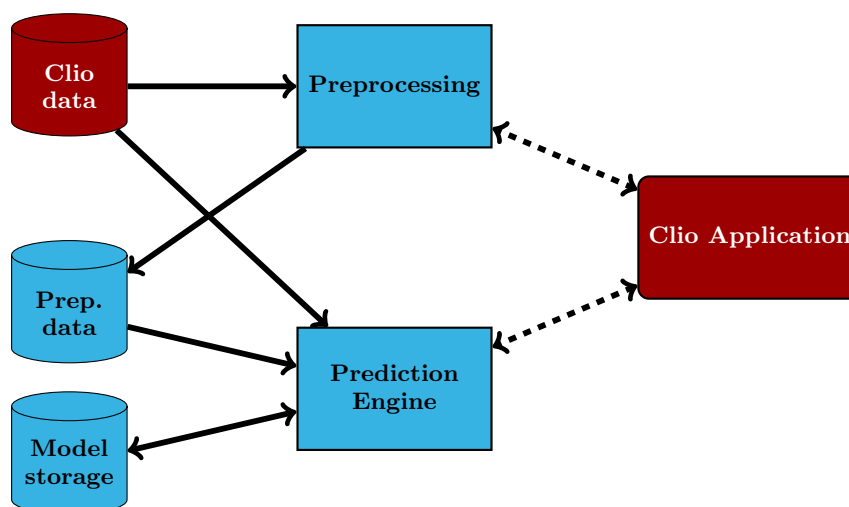 Clio
data
Preprocessing
Clio Application
Prep.
data
Prediction
Engine
Model
storage